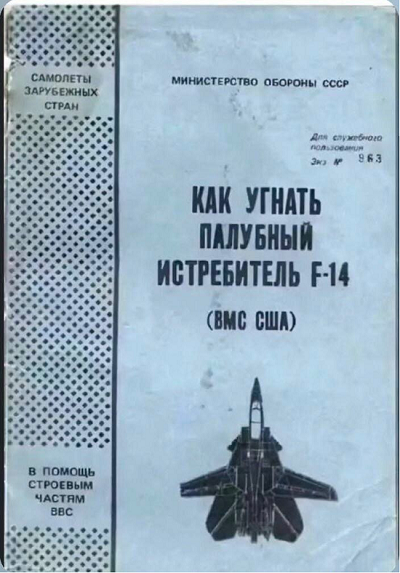 САМОЛЕТЫ
ЗАРУБЕЖНЫХ
СТРАН
МИНИСТЕРСТВО ОБОРОНЫ СССР
Для служебного
пользования
Экз № 963
КАК УГНАТЬ
ПАЛУБНЫЙ
ИСТРЕБИТЕЛЬ F-14
(ВМС США)
В ПОМОЩЬ
СТРОЕВЫМ
ЧАСТЯМ
ВВС